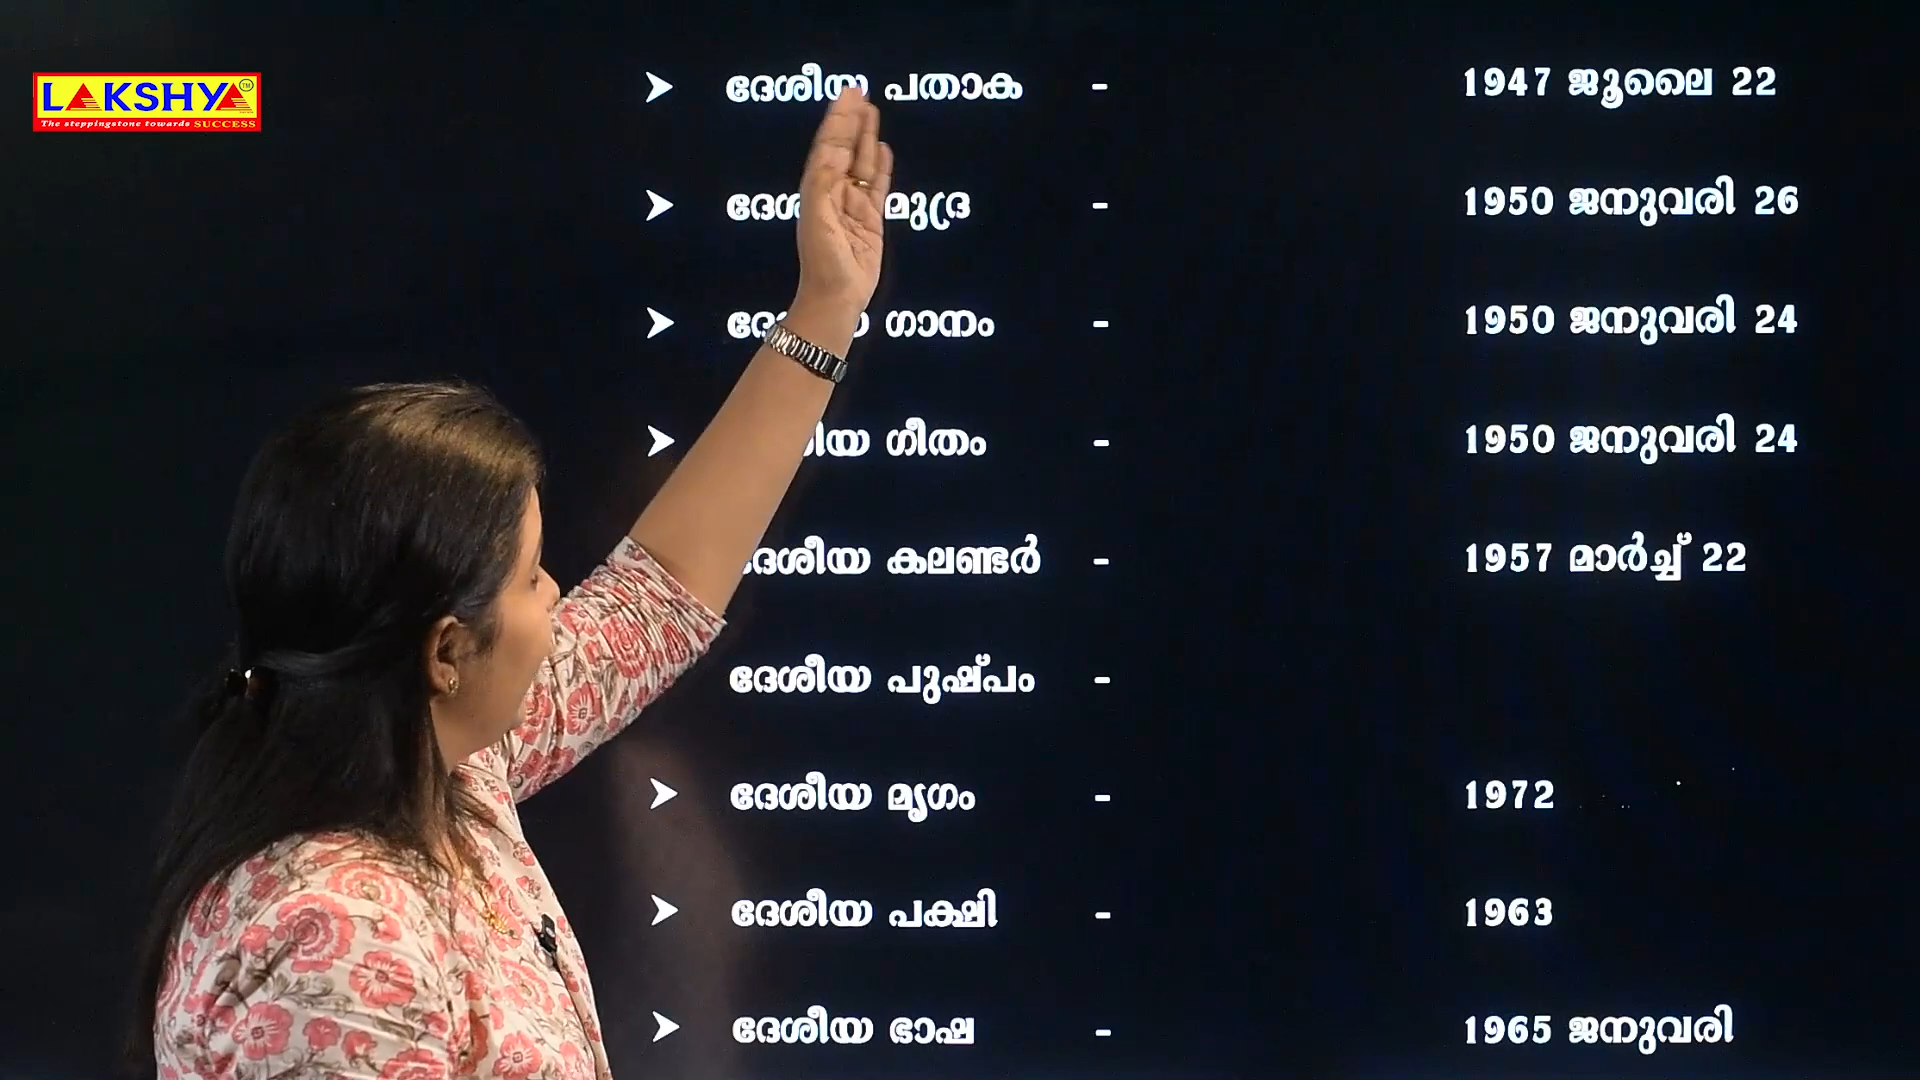 LAKSHYA TM
The steppingstone towards SUCCESS
➤ ദേശീയ പതാക - 1947 ജൂലൈ 22
➤ മുദ്ര - 1950 ജനുവരി 26
➤ ഗാനം - 1950 ജനുവരി 24
➤ ഗീതം - 1950 ജനുവരി 24
ദേശീയ കലണ്ടർ - 1957 മാർച്ച് 22
ദേശീയ പുഷ്പം -
➤ ദേശീയ മൃഗം - 1972
➤ ദേശീയ പക്ഷി - 1963
➤ ദേശീയ ഭാഷ - 1965 ജനുവരി